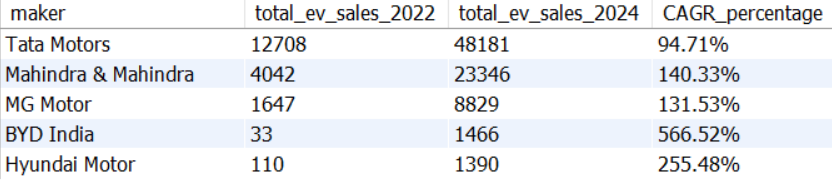 maker total_ev_sales_2022 total_ev_sales_2024 CAGR_percentage
Tata Motors 12708 48181 94.71%
Mahindra & Mahindra 4042 23346 140.33%
MG Motor 1647 8829 131.53%
BYD India 33 1466 566.52%
Hyundai Motor 110 1390 255.48%